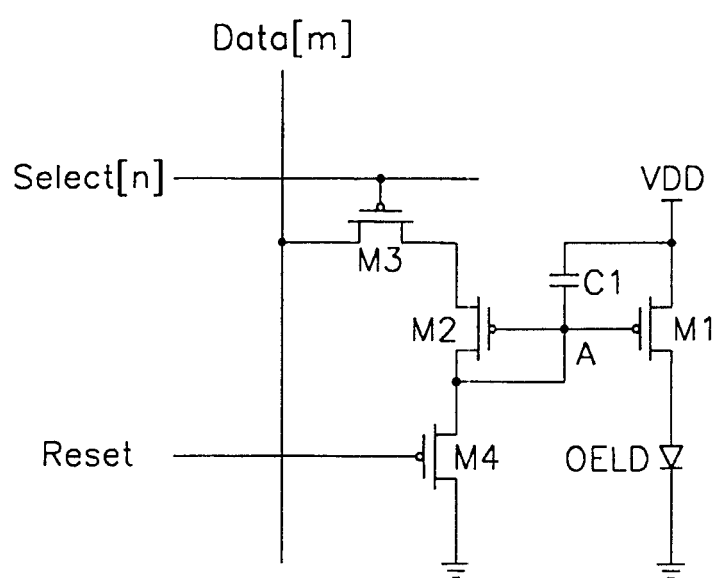 Data[m]
Select[n]
VDD
M3
C1
M2
M1
A
Reset
M4
OELD